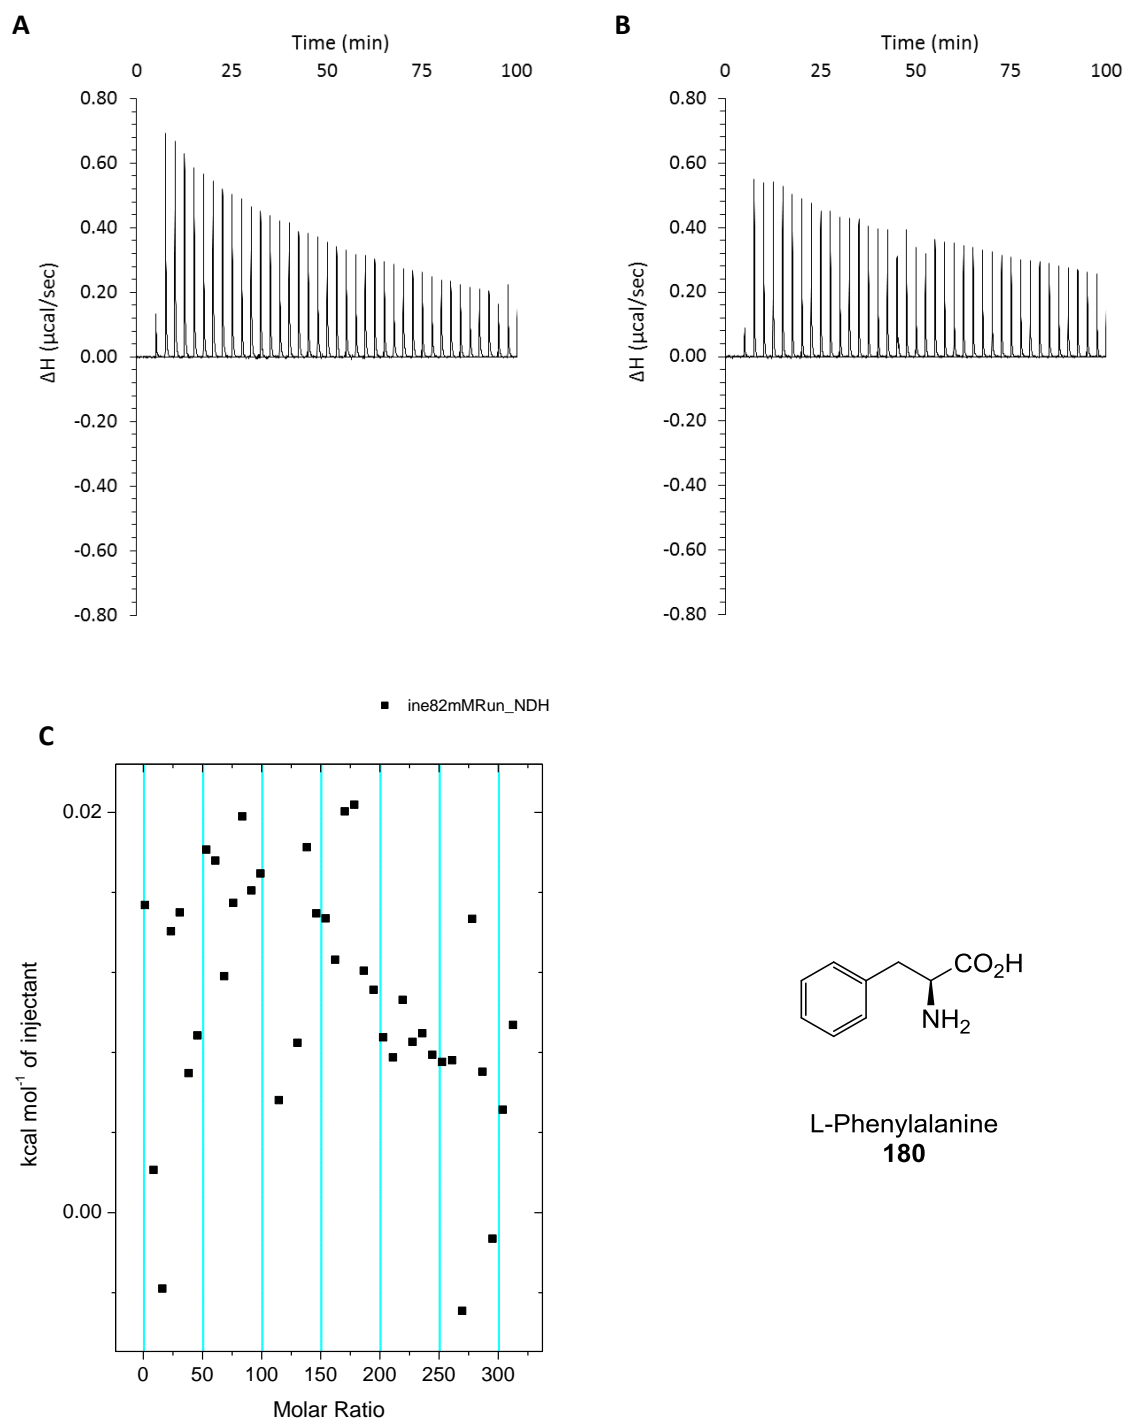 A
Time (min)
0 25 50 75 100
0.80
0.60
0.40
0.20
0.00
-0.20
-0.40
-0.60
-0.80
ΔH (µcal/sec)
B
Time (min)
0 25 50 75 100
0.80
0.60
0.40
0.20
0.00
-0.20
-0.40
-0.60
-0.80
ΔH (µcal/sec)
ine82mMRun_NDH
C
0.02
0.00
kcal mol⁻¹ of injectant
0 50 100 150 200 250 300
Molar Ratio
CO₂H
NH₂
L-Phenylalanine
180